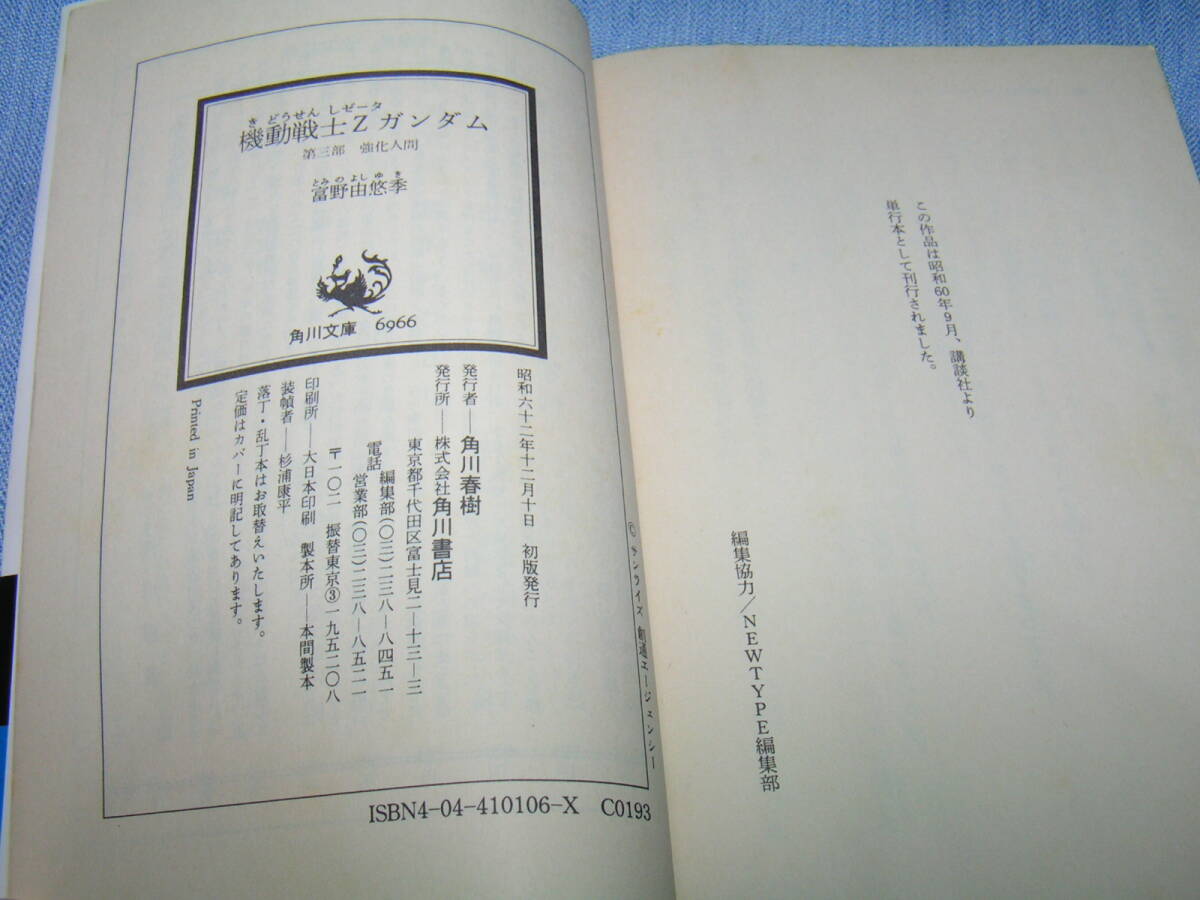 この作品は昭和60年9月、講談社より
単行本として刊行されました。
編集協力/NEWTYPE編集部
き どうせん しゼータ
機動戦士Zガンダム
第三部 強化人間
とみ の よし ゆ き
富野由悠季
角川文庫 6966
昭和六十二年十二月十日 初版発行
発行者―角川春樹
発行所―株式会社角川書店
東京都千代田区富士見二―十三―三
電話 編集部(〇三)二三八―八四五一
営業部(〇三)二三八―八五二一
〒一〇二 振替東京③一九五二〇八
印刷所―大日本印刷 製本所―本間製本
装幀者―杉浦康平
落丁・乱丁本はお取替えいたします。
定価はカバーに明記してあります。
Printed in Japan
© サンライズ 創通エージェンシー
ISBN4-04-410106-X C0193